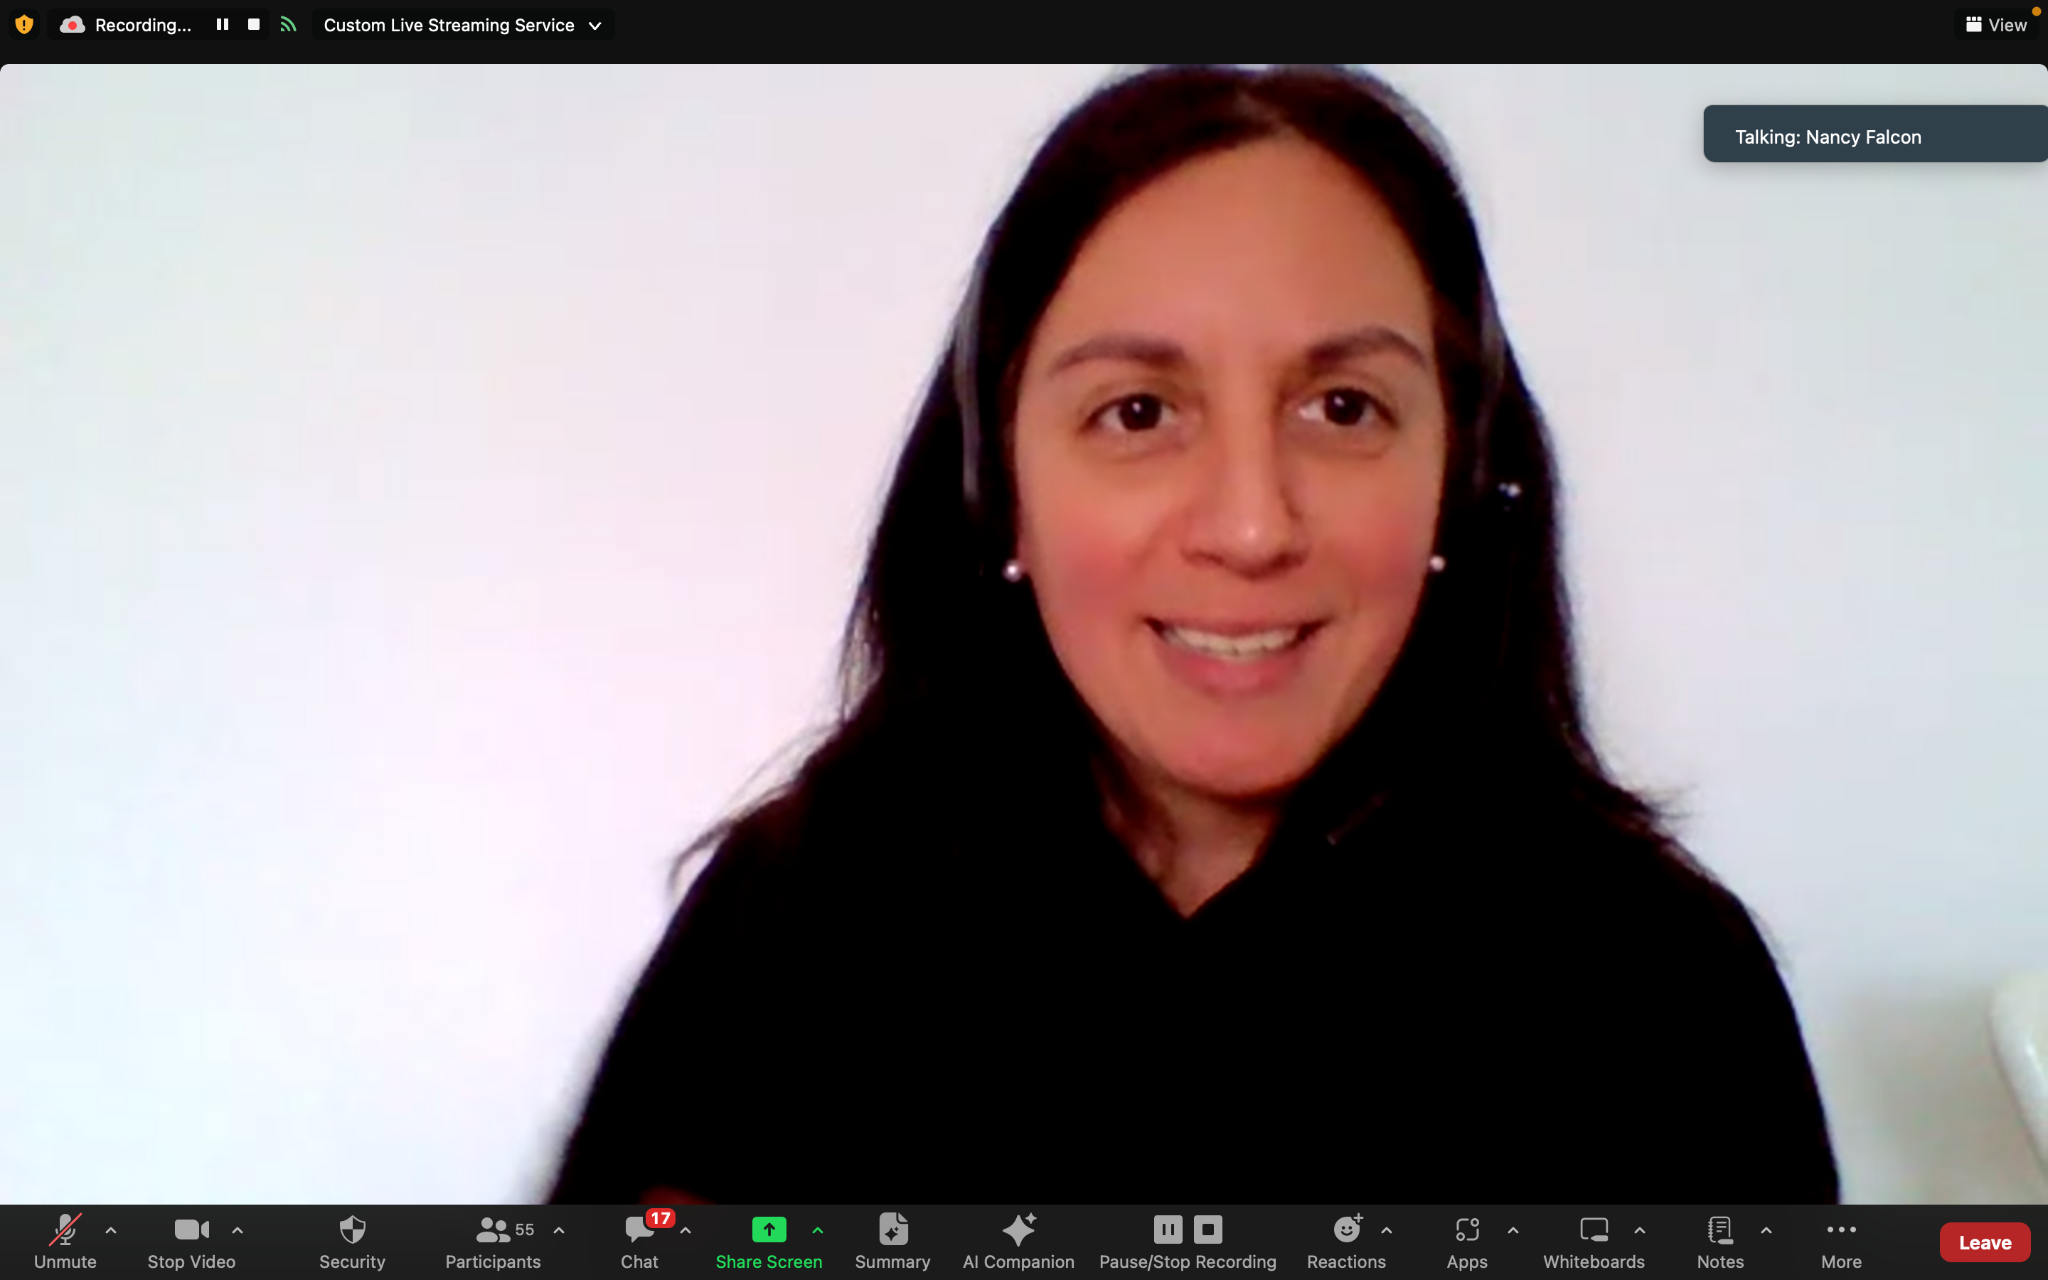 Recording...
Custom Live Streaming Service
View
Talking: Nancy Falcon
55
17
Unmute
Stop Video
Security
Participants
Chat
Share Screen
Summary
AI Companion
Pause/Stop Recording
Reactions
Apps
Whiteboards
Notes
More
Leave